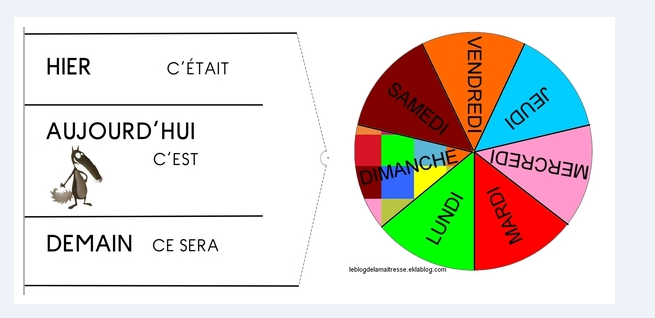 HIER C'ÉTAIT
AUJOURD'HUI
C'EST
DEMAIN CE SERA
VENDREDI
JEUDI
MERCREDI
MARDI
LUNDI
DIMANCHE
SAMEDI
leblogdelamaitresse.eklablog.com